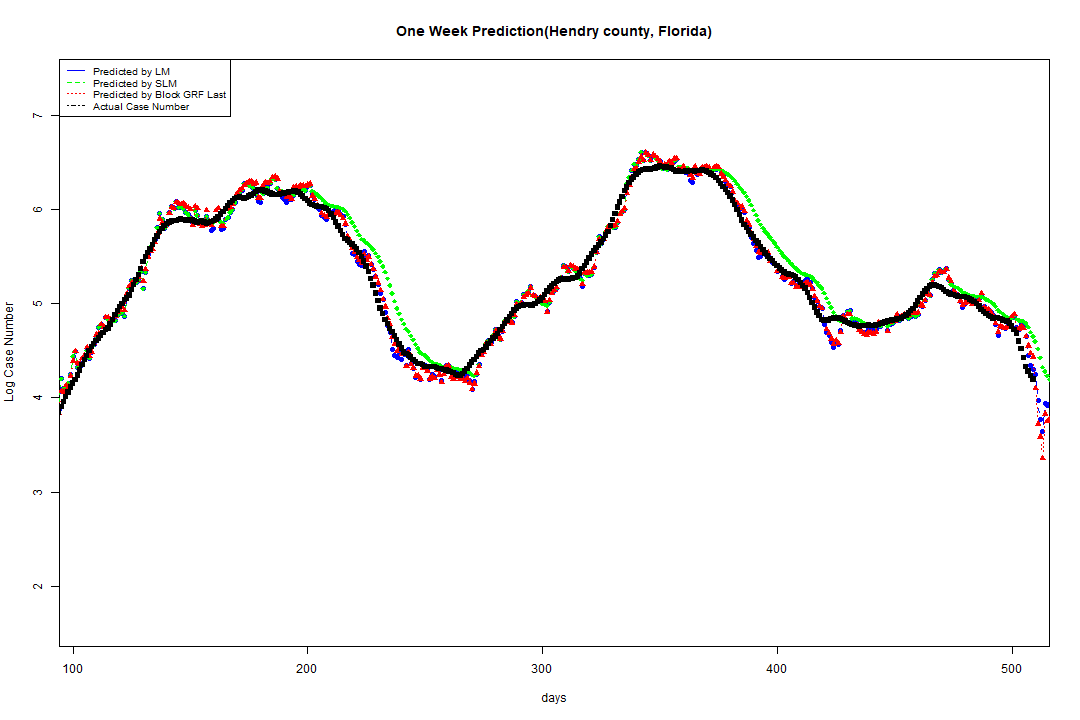 One Week Prediction(Hendry county, Florida)
Predicted by LM
Predicted by SLM
Predicted by Block GRF Last
Actual Case Number
7
6
5
4
3
2
Log Case Number
100 200 300 400 500
days